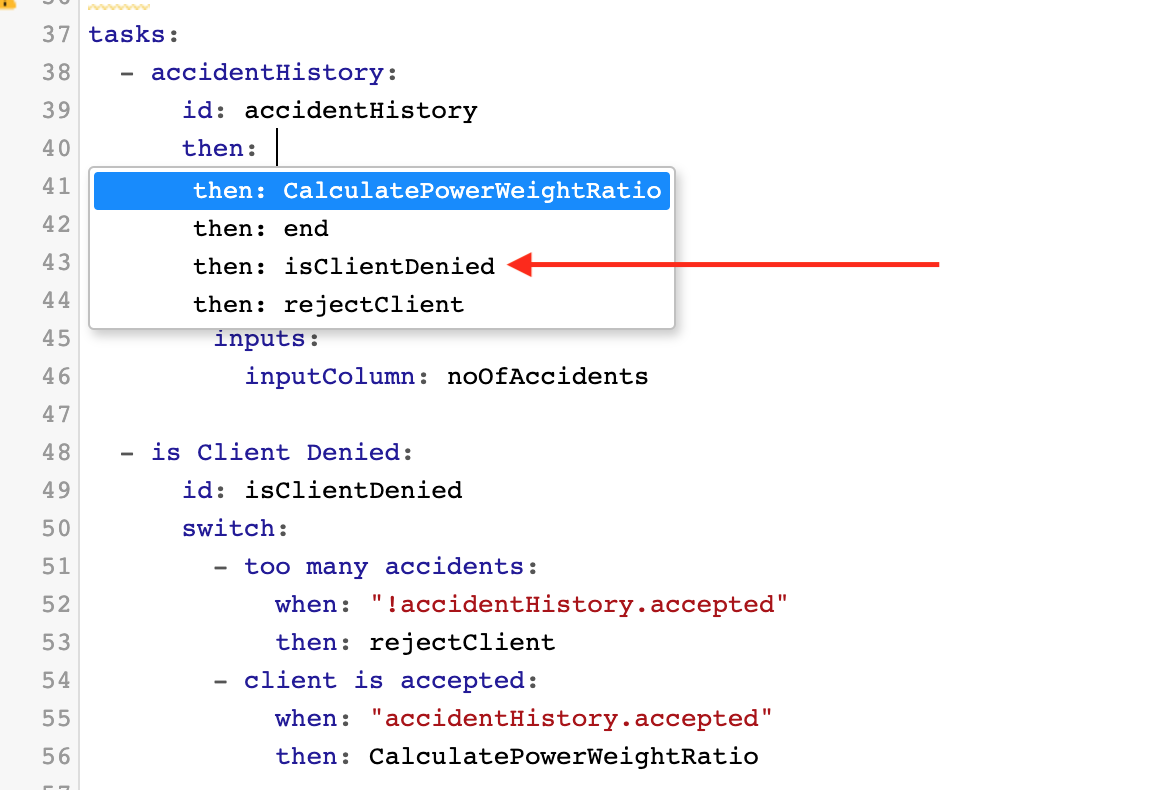 37 tasks:
38 - accidentHistory:
39 id: accidentHistory
40 then:
41 then: CalculatePowerWeightRatio
42 then: end
43 then: isClientDenied
44 then: rejectClient
45 inputs:
46 inputColumn: noOfAccidents
47
48 - is Client Denied:
49 id: isClientDenied
50 switch:
51 - too many accidents:
52 when: "!accidentHistory.accepted"
53 then: rejectClient
54 - client is accepted:
55 when: "accidentHistory.accepted"
56 then: CalculatePowerWeightRatio